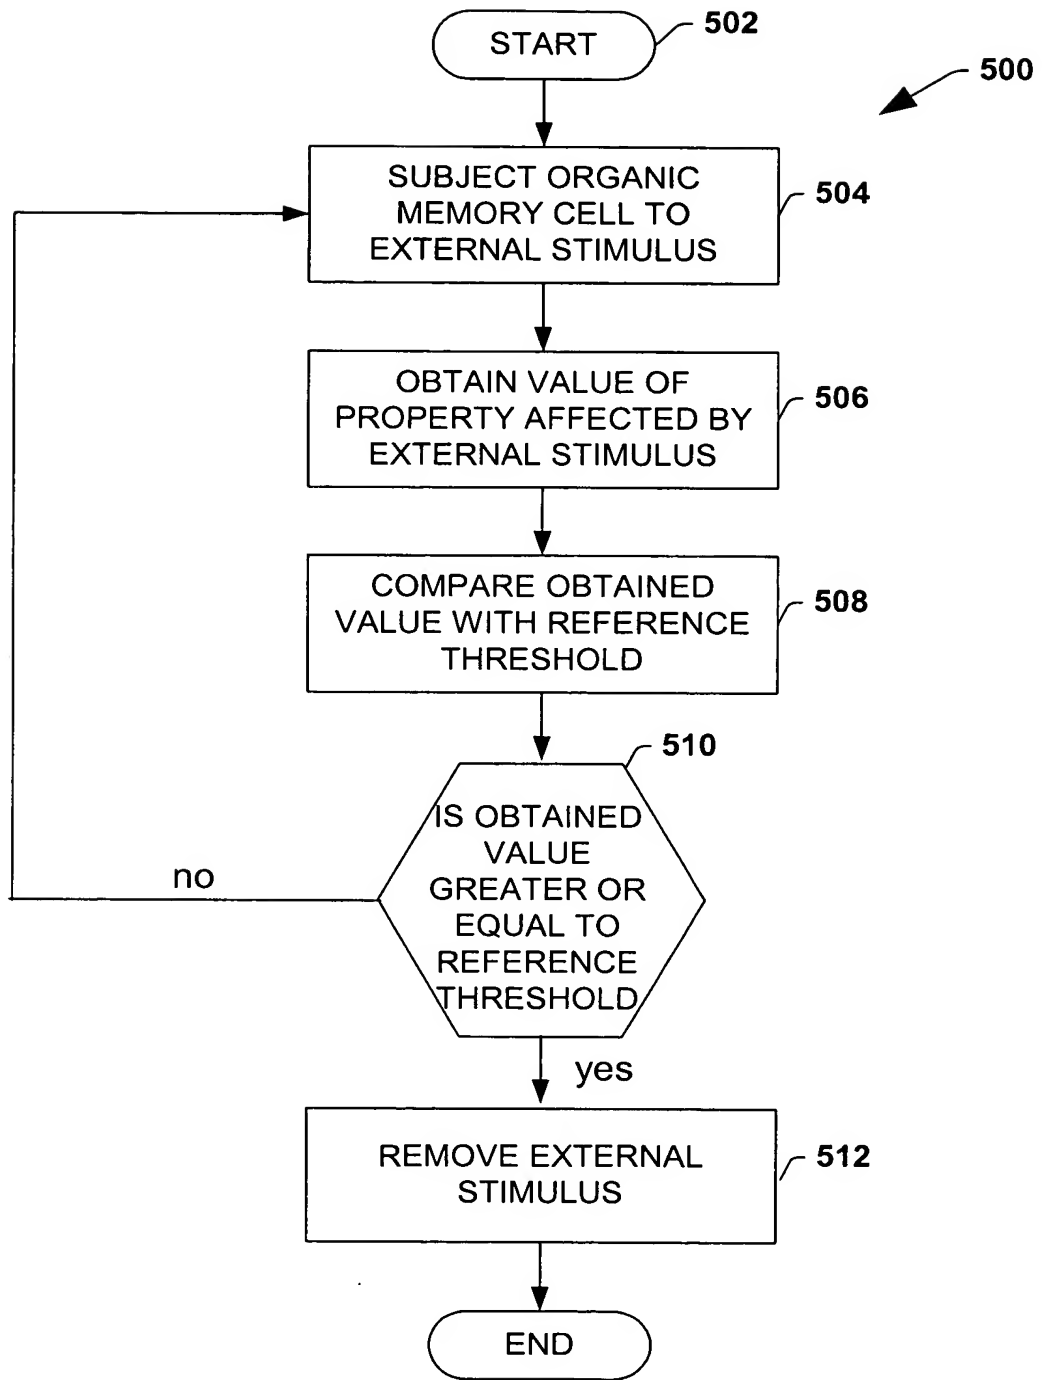 START
502
500
SUBJECT ORGANIC
MEMORY CELL TO
EXTERNAL STIMULUS
504
OBTAIN VALUE OF
PROPERTY AFFECTED BY
EXTERNAL STIMULUS
506
COMPARE OBTAINED
VALUE WITH REFERENCE
THRESHOLD
508
510
IS OBTAINED
VALUE
GREATER OR
EQUAL TO
REFERENCE
THRESHOLD
no
yes
REMOVE EXTERNAL
STIMULUS
512
END